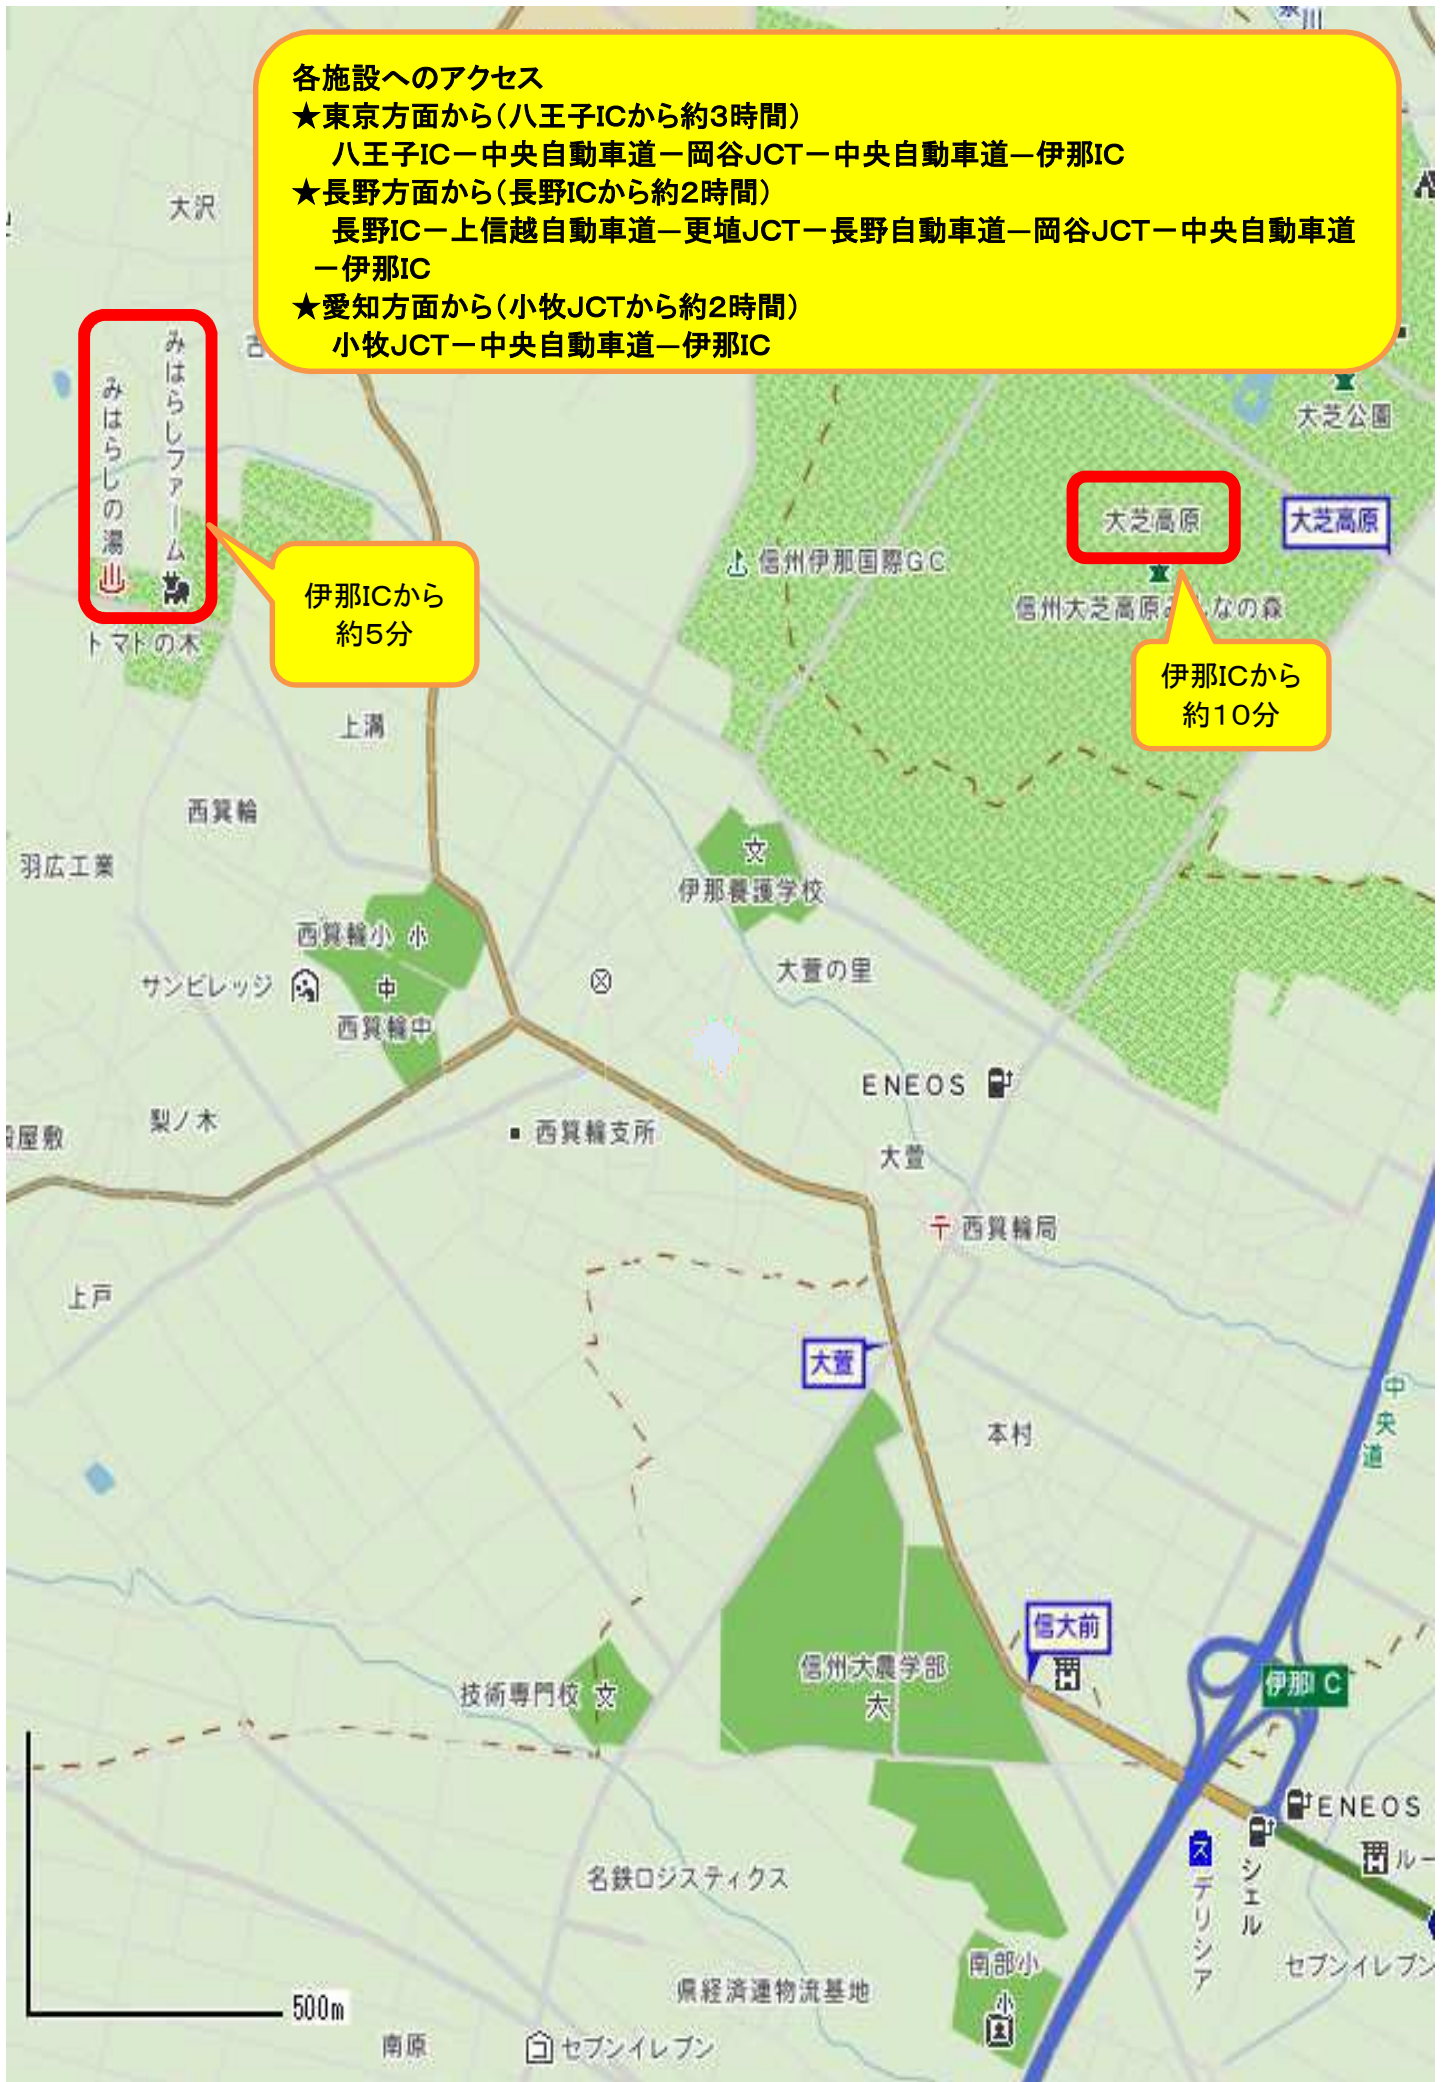 各施設へのアクセス
★東京方面から（八王子ICから約3時間）
八王子IC－中央自動車道－岡谷JCT－中央自動車道―伊那IC
★長野方面から（長野ICから約2時間）
長野IC－上信越自動車道―更埴JCT－長野自動車道―岡谷JCT－中央自動車道
－伊那IC
★愛知方面から（小牧JCTから約2時間）
小牧JCT－中央自動車道―伊那IC
大沢
みはらしファーム
みはらしの湯
トマトの木
伊那ICから
約5分
大芝公園
大芝高原
大芝高原
信州伊那国際GC
伊那ICから
約10分
上溝
西箕輪
羽広工業
伊那養護学校
文
西箕輪小 小
サンビレッジ
中
西箕輪中
大萱の里
ENEOS
梨ノ木
屋敷
西箕輪支所
大萱
西箕輪局
上戸
大萱
中央道
本村
信大前
信州大農学部
大
伊那IC
技術専門校 文
ENEOS
シェル
ス
デリシア
ルー
セブンイレブン
名鉄ロジスティクス
県経済連物流基地
南部小
小
500m
南原
セブンイレブン